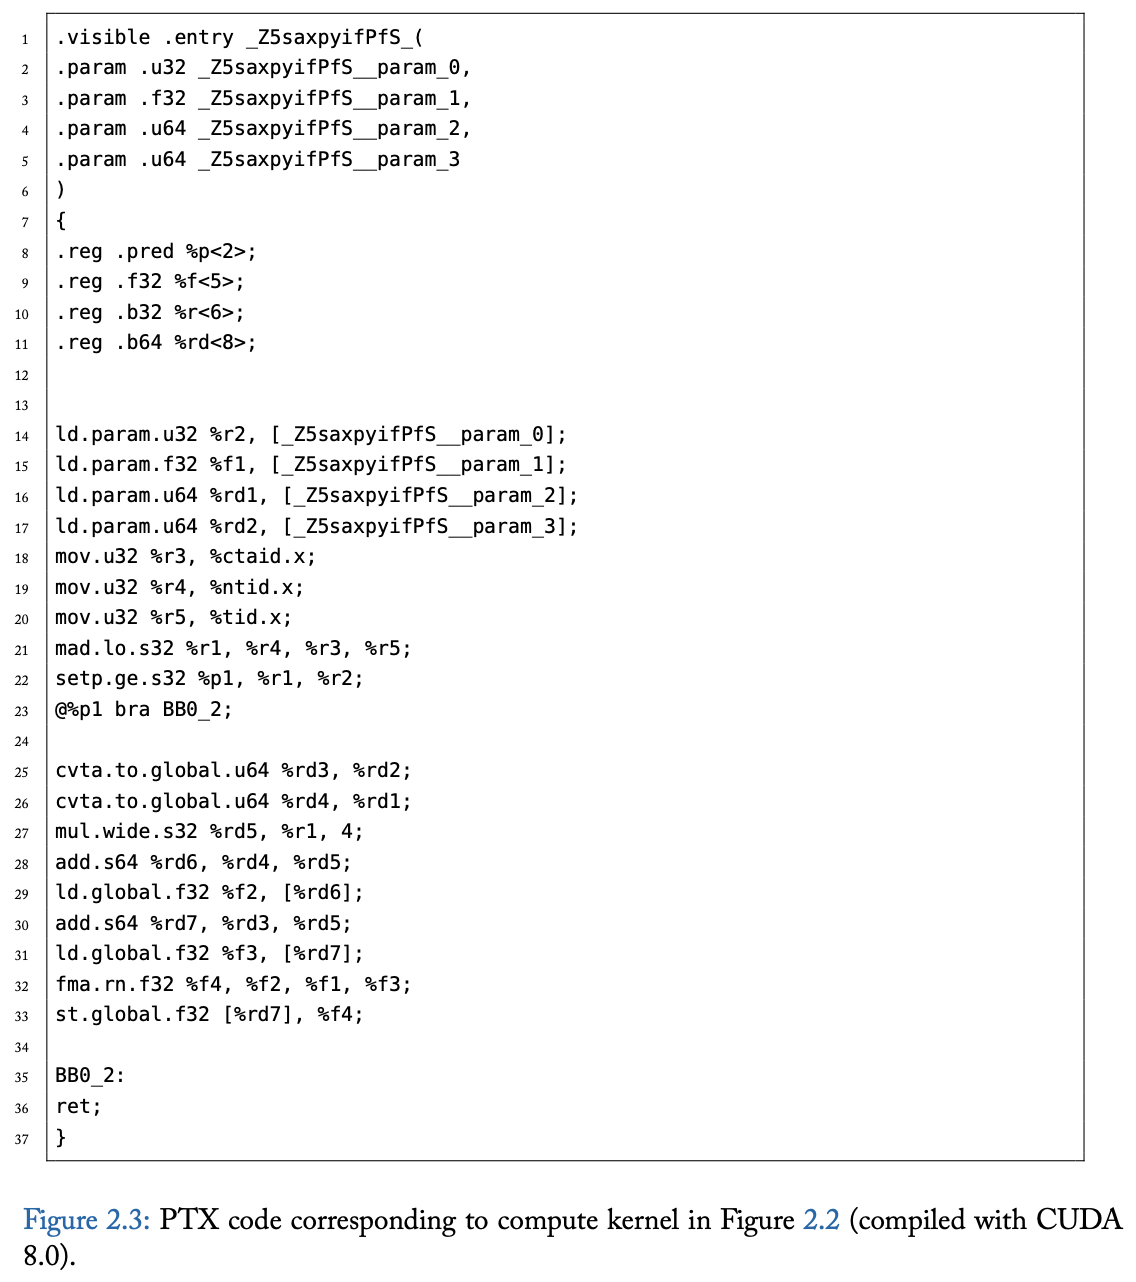 1 .visible .entry _Z5saxpyifPfS_(
2 .param .u32 _Z5saxpyifPfS__param_0,
3 .param .f32 _Z5saxpyifPfS__param_1,
4 .param .u64 _Z5saxpyifPfS__param_2,
5 .param .u64 _Z5saxpyifPfS__param_3
6 )
7 {
8 .reg .pred %p<2>;
9 .reg .f32 %f<5>;
10 .reg .b32 %r<6>;
11 .reg .b64 %rd<8>;
12
13
14 ld.param.u32 %r2, [_Z5saxpyifPfS__param_0];
15 ld.param.f32 %f1, [_Z5saxpyifPfS__param_1];
16 ld.param.u64 %rd1, [_Z5saxpyifPfS__param_2];
17 ld.param.u64 %rd2, [_Z5saxpyifPfS__param_3];
18 mov.u32 %r3, %ctaid.x;
19 mov.u32 %r4, %ntid.x;
20 mov.u32 %r5, %tid.x;
21 mad.lo.s32 %r1, %r4, %r3, %r5;
22 setp.ge.s32 %p1, %r1, %r2;
23 @%p1 bra BB0_2;
24
25 cvta.to.global.u64 %rd3, %rd2;
26 cvta.to.global.u64 %rd4, %rd1;
27 mul.wide.s32 %rd5, %r1, 4;
28 add.s64 %rd6, %rd4, %rd5;
29 ld.global.f32 %f2, [%rd6];
30 add.s64 %rd7, %rd3, %rd5;
31 ld.global.f32 %f3, [%rd7];
32 fma.rn.f32 %f4, %f2, %f1, %f3;
33 st.global.f32 [%rd7], %f4;
34
35 BB0_2:
36 ret;
37 }
Figure 2.3: PTX code corresponding to compute kernel in Figure 2.2 (compiled with CUDA
8.0).